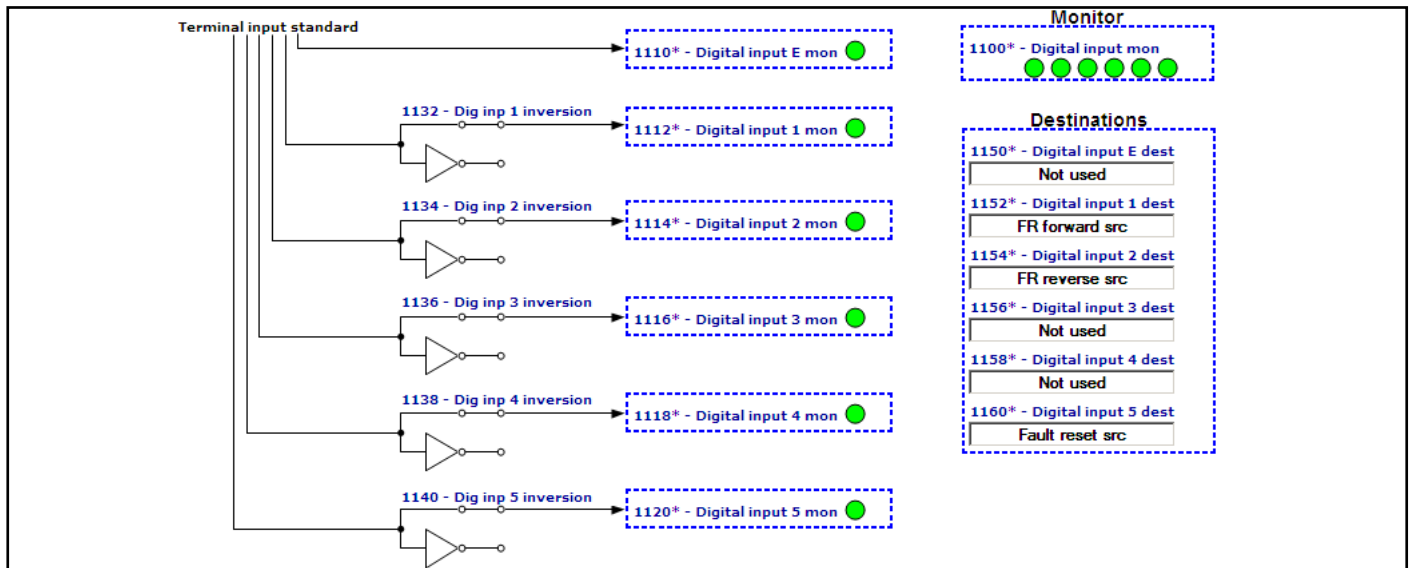 Terminal input standard
1110* - Digital input E mon
1132 - Dig inp 1 inversion
1112* - Digital input 1 mon
1134 - Dig inp 2 inversion
1114* - Digital input 2 mon
1136 - Dig inp 3 inversion
1116* - Digital input 3 mon
1138 - Dig inp 4 inversion
1118* - Digital input 4 mon
1140 - Dig inp 5 inversion
1120* - Digital input 5 mon
Monitor
1100* - Digital input mon
Destinations
1150* - Digital input E dest
Not used
1152* - Digital input 1 dest
FR forward src
1154* - Digital input 2 dest
FR reverse src
1156* - Digital input 3 dest
Not used
1158* - Digital input 4 dest
Not used
1160* - Digital input 5 dest
Fault reset src